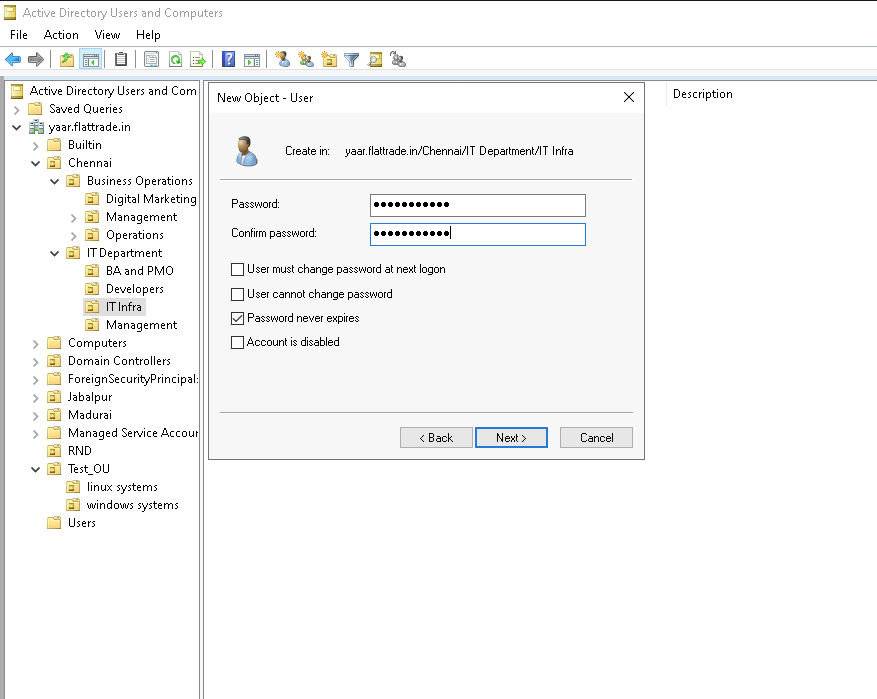 Active Directory Users and Computers
File Action View Help
Active Directory Users and Com
Saved Queries
yaar.flattrade.in
Builtin
Chennai
Business Operations
Digital Marketing
Management
Operations
IT Department
BA and PMO
Developers
IT Infra
Management
Computers
Domain Controllers
ForeignSecurityPrincipal:
Jabalpur
Madurai
Managed Service Accour
RND
Test_OU
linux systems
windows systems
Users
Description
New Object - User
Create in: yaar.flattrade.in/Chennai/IT Department/IT Infra
Password: ●●●●●●●●●●●
Confirm password: ●●●●●●●●●●●
User must change password at next logon
User cannot change password
Password never expires
Account is disabled
< Back Next > Cancel